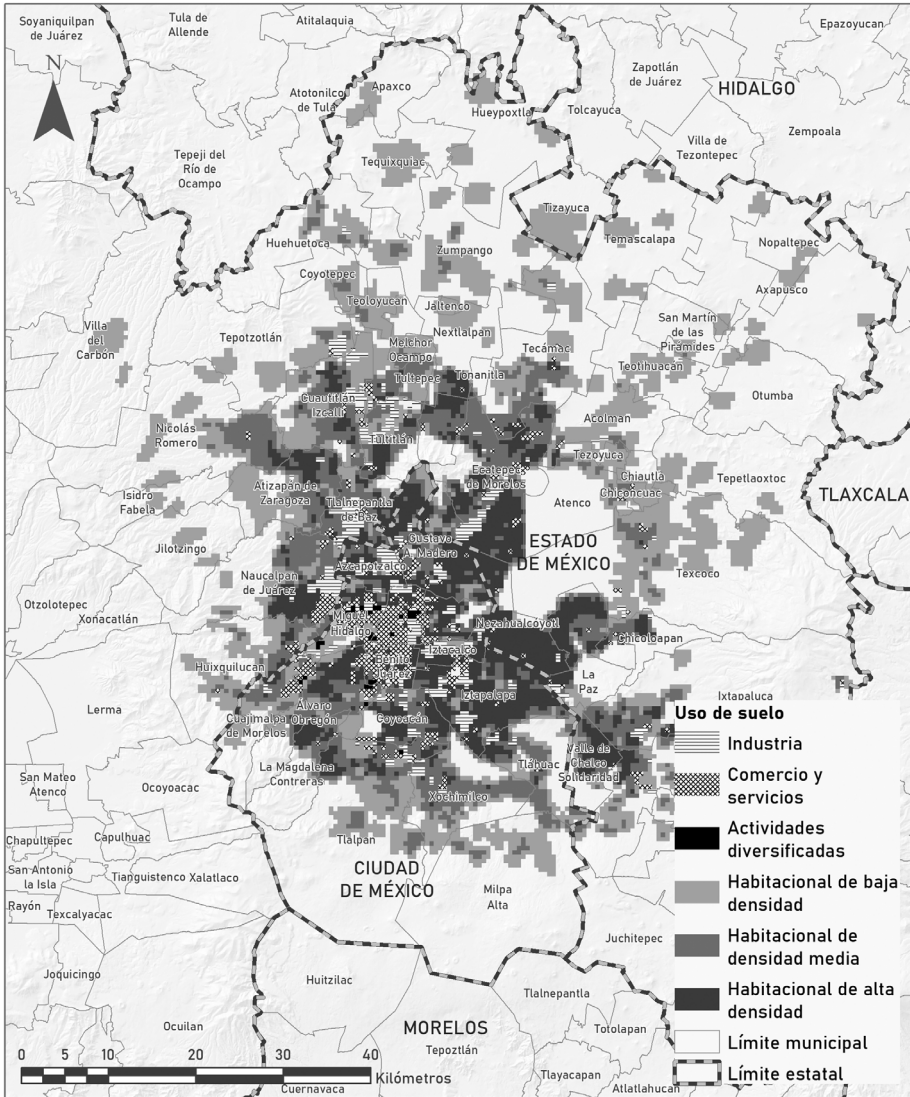 Soyaniquilpan
de Juárez
Tula de
Allende
Atitalaquia
Epazoyucan
N
Atotonilco
de Tula
Apaxco
Hueypoxtla
Tolcayuca
Zapotlán
de Juárez
HIDALGO
Zempoala
Villa de
Tezontepec
Tepeji del
Río de
Ocampo
Tequixquiac
Tizayuca
Temascalapa
Nopaltepec
Huehuetoca
Zumpango
Coyotepec
Axapusco
Teoloyucan
Jaltenco
San Martín
de las
Pirámides
Villa
del
Carbón
Tepotzotlán
Nextlalpan
Melchor
Ocampo
Tecámac
Teotihuacán
Tultepec
Tonanitla
Otumba
Cuautitlán
Izcalli
Acolman
Nicolás
Romero
Tultitlán
Tezoyuca
Ecatepec
de Morelos
Chiautla
Tepetlaoxtoc
Atizapán de
Zaragoza
Chiconcuac
TLAXCALA
Isidro
Fabela
Tlalnepantla
de Baz
Atenco
Jilotzingo
Gustavo
A. Madero
ESTADO
DE MÉXICO
Azcapotzalco
Texcoco
Naucalpan
de Juárez
Otzolotepec
Xonacatlán
Miguel
Hidalgo
Nezahualcóyotl
Chicoloapan
Iztacalco
Benito
Juárez
Huixquilucan
La
Paz
Iztapalapa
Ixtapaluca
Lerma
Álvaro
Obregón
Cuajimalpa
de Morelos
Coyoacán
Valle de
Chalco
Solidaridad
Tláhuac
La Magdalena
Contreras
San Mateo
Atenco
Ocoyoacac
Xochimilco
Chapultepec
Capulhuac
Tlalpan
CIUDAD
DE MÉXICO
San Antonio
la Isla
Tianguistenco
Xalatlaco
Milpa
Alta
Rayón
Texcalyacac
Juchitepec
Joquicingo
Huitzilac
Tlalnepantla
Ocuilan
MORELOS
Totolapan
Tepoztlán
Tlayacapan
Atlatlahucan
Cuernavaca
Uso de suelo
Industria
Comercio y
servicios
Actividades
diversificadas
Habitacional de baja
densidad
Habitacional de
densidad media
Habitacional de alta
densidad
Límite municipal
Límite estatal
0 5 10 20 30 40
Kilómetros